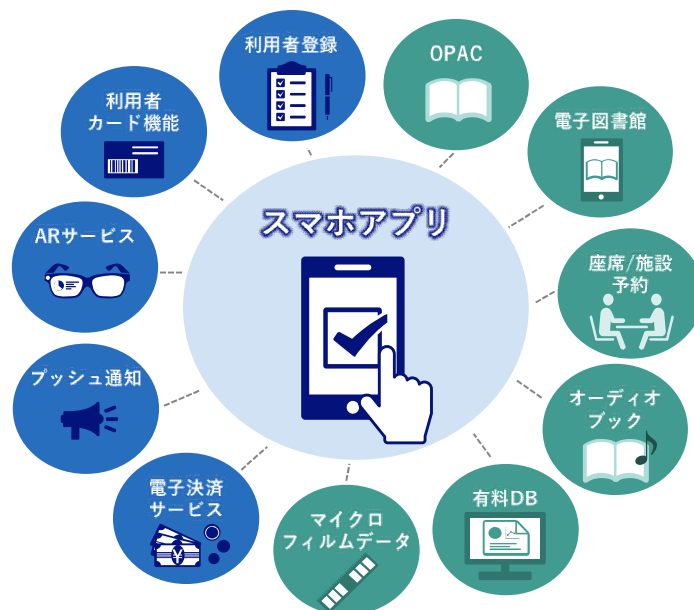 スマホアプリ
利用者登録
OPAC
電子図書館
座席/施設
予約
オーディオ
ブック
有料DB
マイクロ
フィルムデータ
電子決済
サービス
¥
プッシュ通知
ARサービス
利用者
カード機能